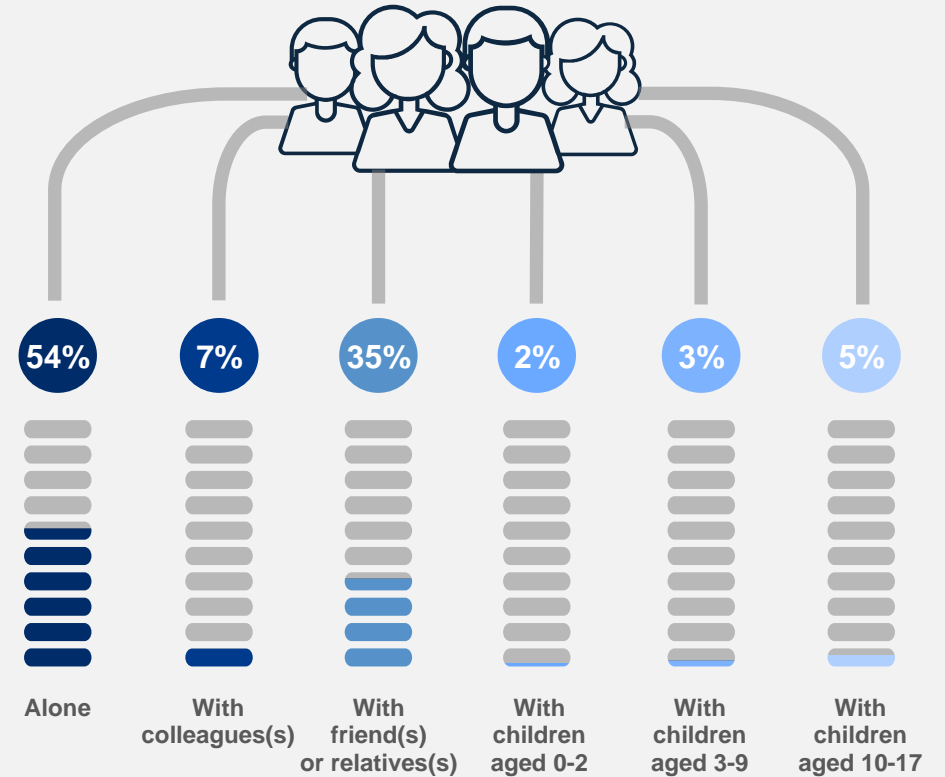 54%
7%
35%
2%
3%
5%
Alone
With
colleagues(s)
With
friend(s)
or relatives(s)
With
children
aged 0-2
With
children
aged 3-9
With
children
aged 10-17